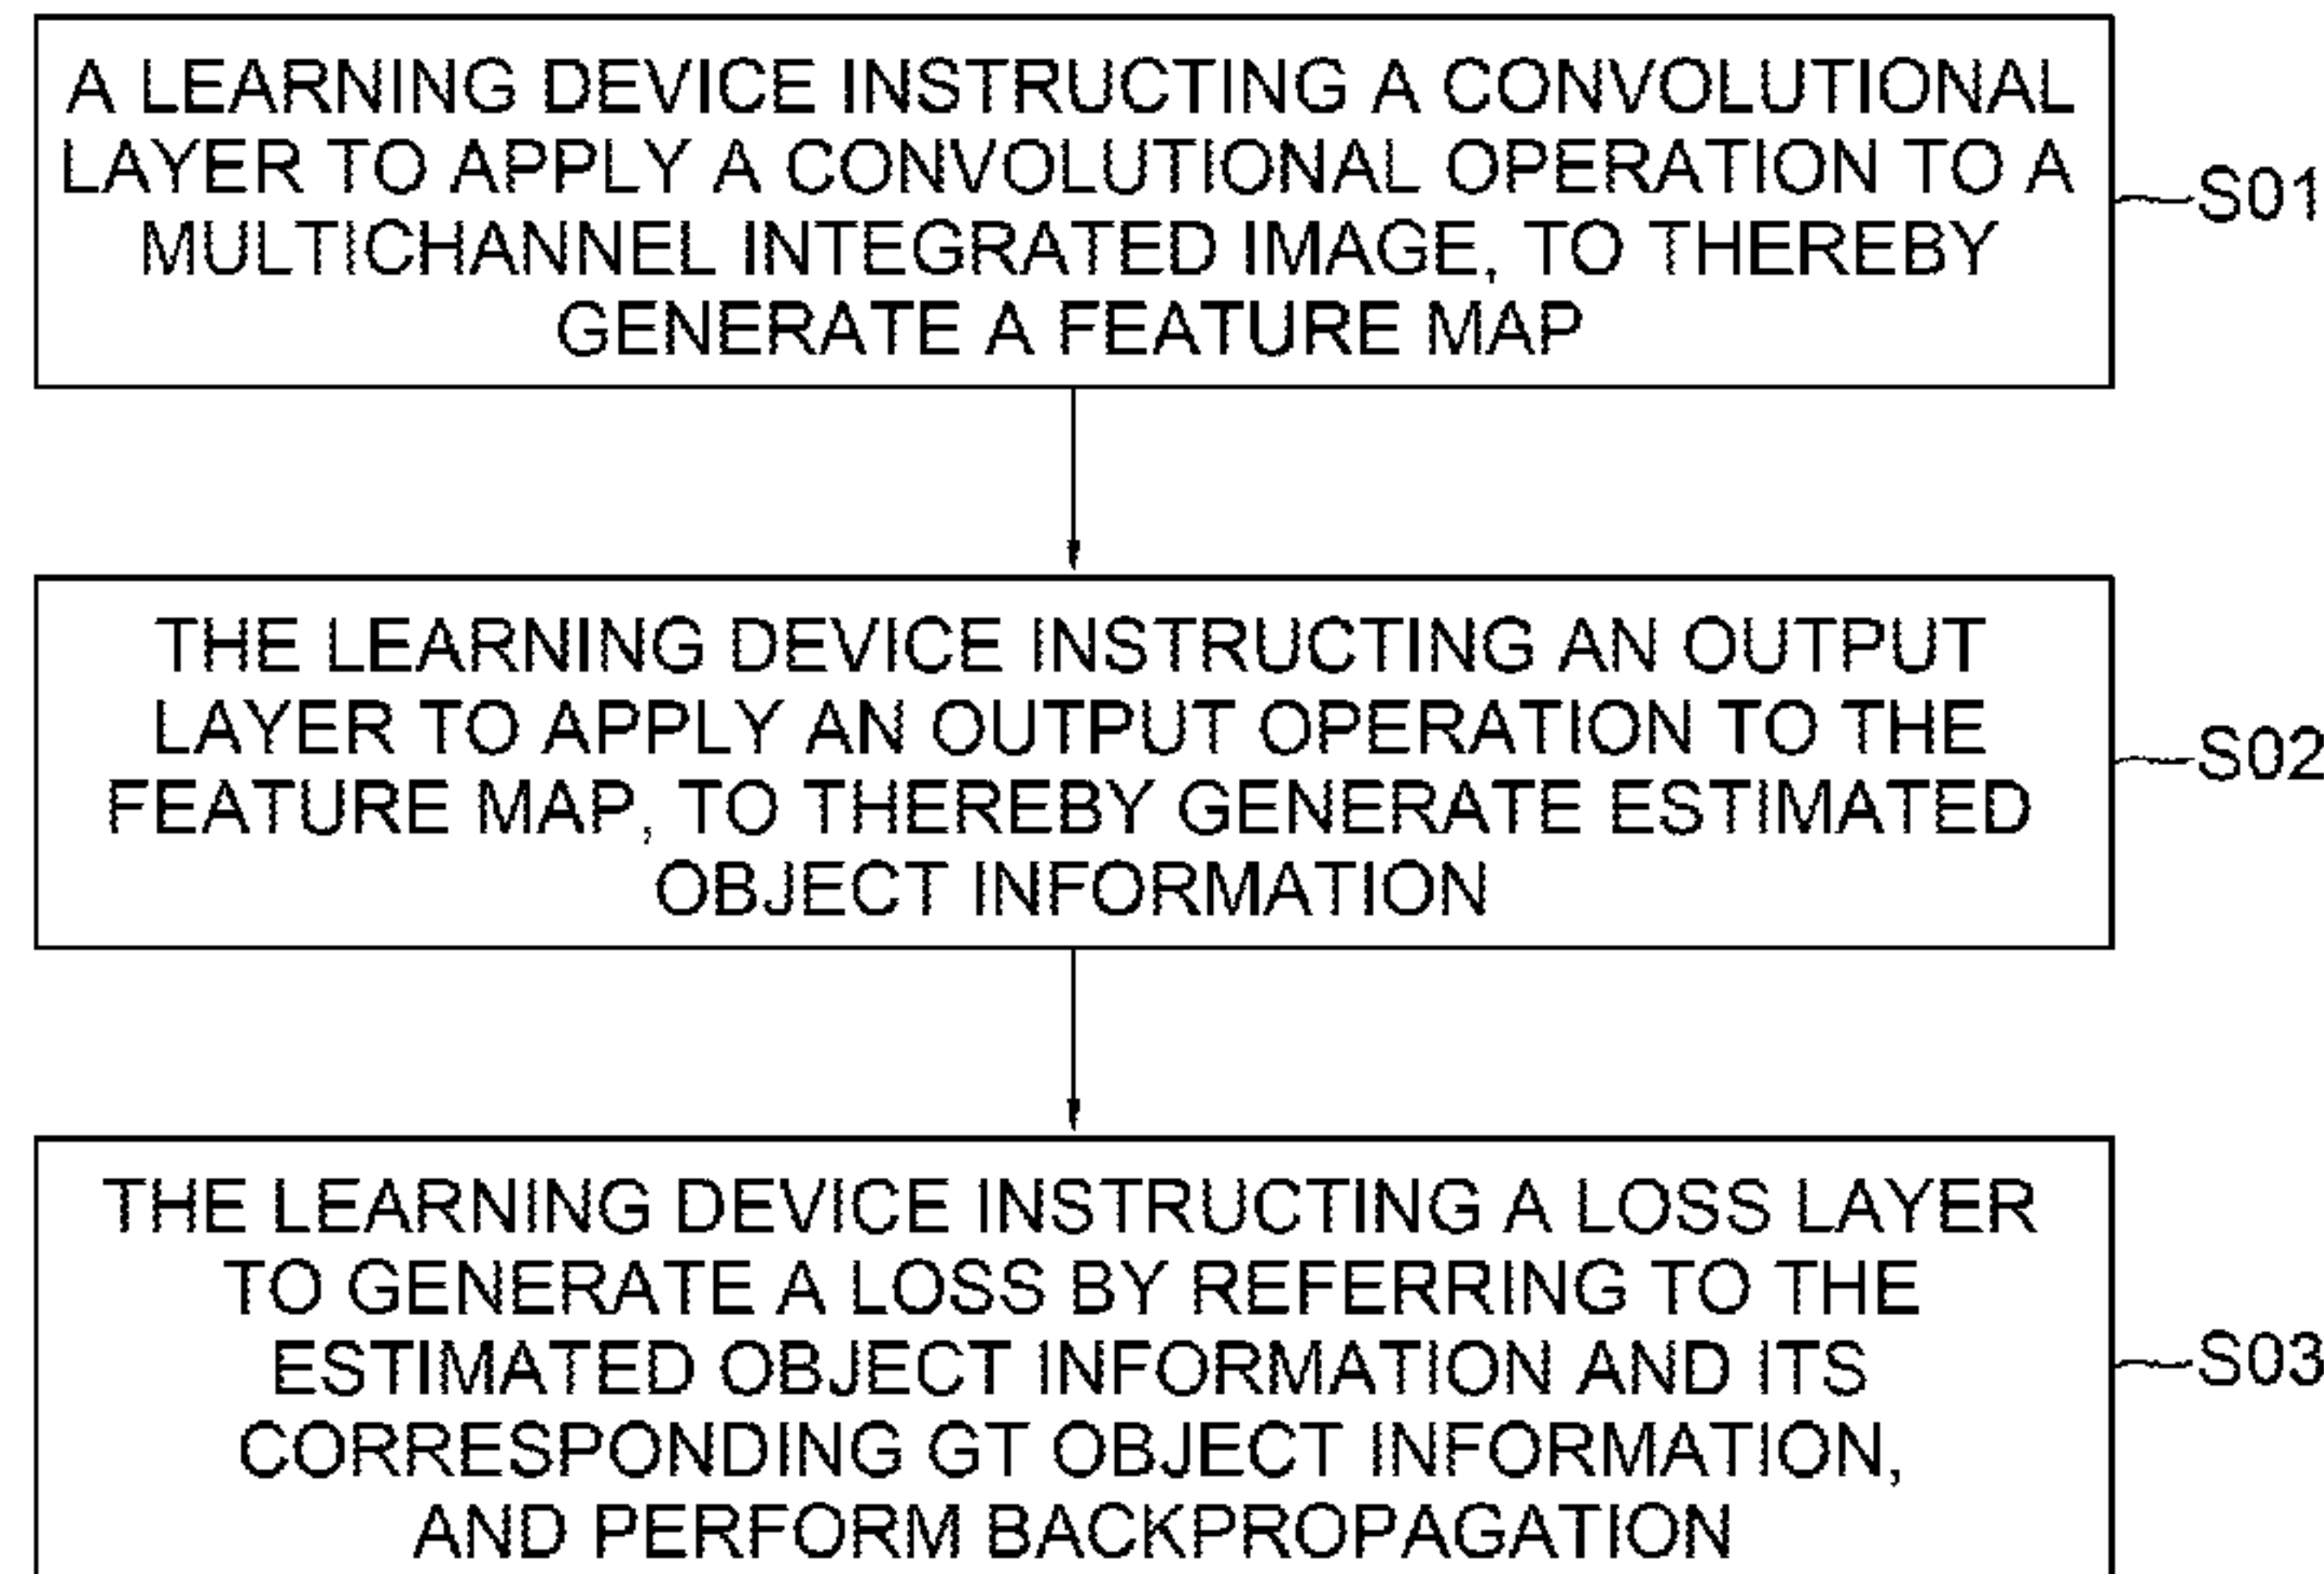 A LEARNING DEVICE INSTRUCTING A CONVOLUTIONAL
LAYER TO APPLY A CONVOLUTIONAL OPERATION TO A
MULTICHANNEL INTEGRATED IMAGE, TO THEREBY
GENERATE A FEATURE MAP
S01
THE LEARNING DEVICE INSTRUCTING AN OUTPUT
LAYER TO APPLY AN OUTPUT OPERATION TO THE
FEATURE MAP, TO THEREBY GENERATE ESTIMATED
OBJECT INFORMATION
S02
THE LEARNING DEVICE INSTRUCTING A LOSS LAYER
TO GENERATE A LOSS BY REFERRING TO THE
ESTIMATED OBJECT INFORMATION AND ITS
CORRESPONDING GT OBJECT INFORMATION,
AND PERFORM BACKPROPAGATION
S03